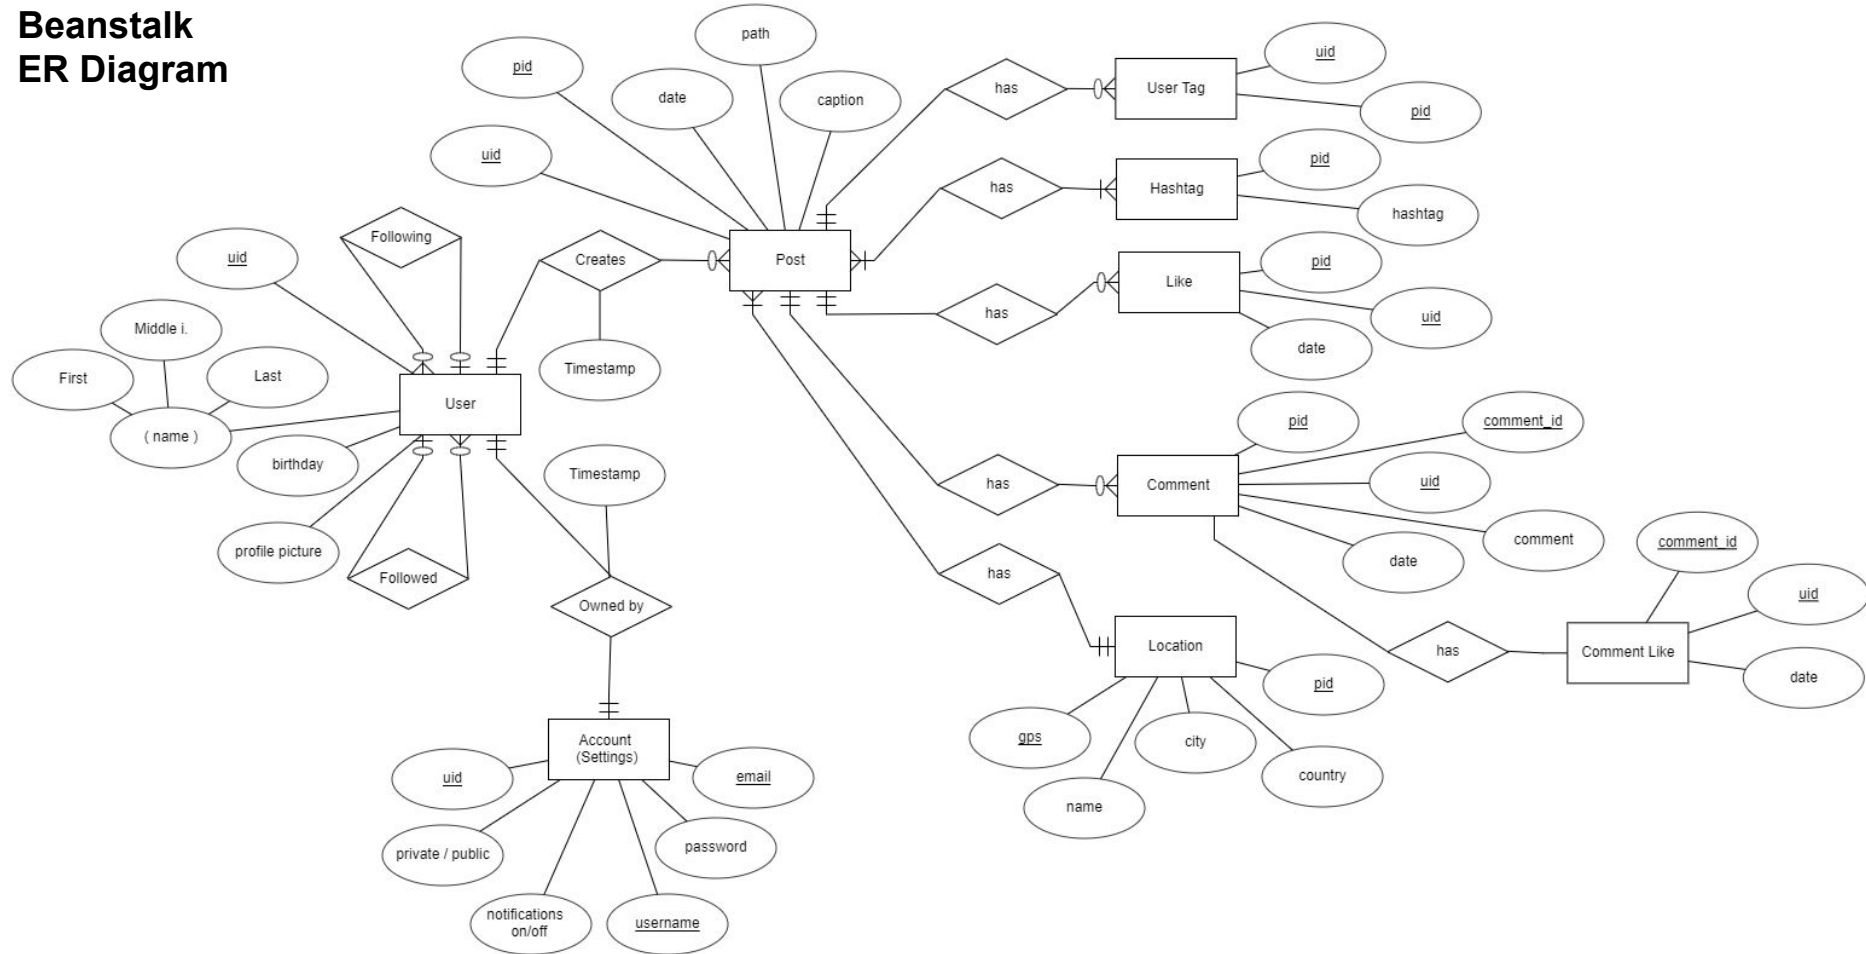 Beanstalk
ER Diagram
path
uid
pid
has
User Tag
date
caption
pid
uid
pid
has
Hashtag
hashtag
Following
uid
Creates
Post
pid
has
Like
uid
Middle i.
date
Timestamp
First
Last
User
( name )
pid
comment_id
birthday
Timestamp
has
Comment
uid
profile picture
comment
date
comment_id
Followed
has
Owned by
uid
Location
has
Comment Like
pid
date
gps
city
Account
(Settings)
uid
email
country
name
private / public
password
notifications
on/off
username